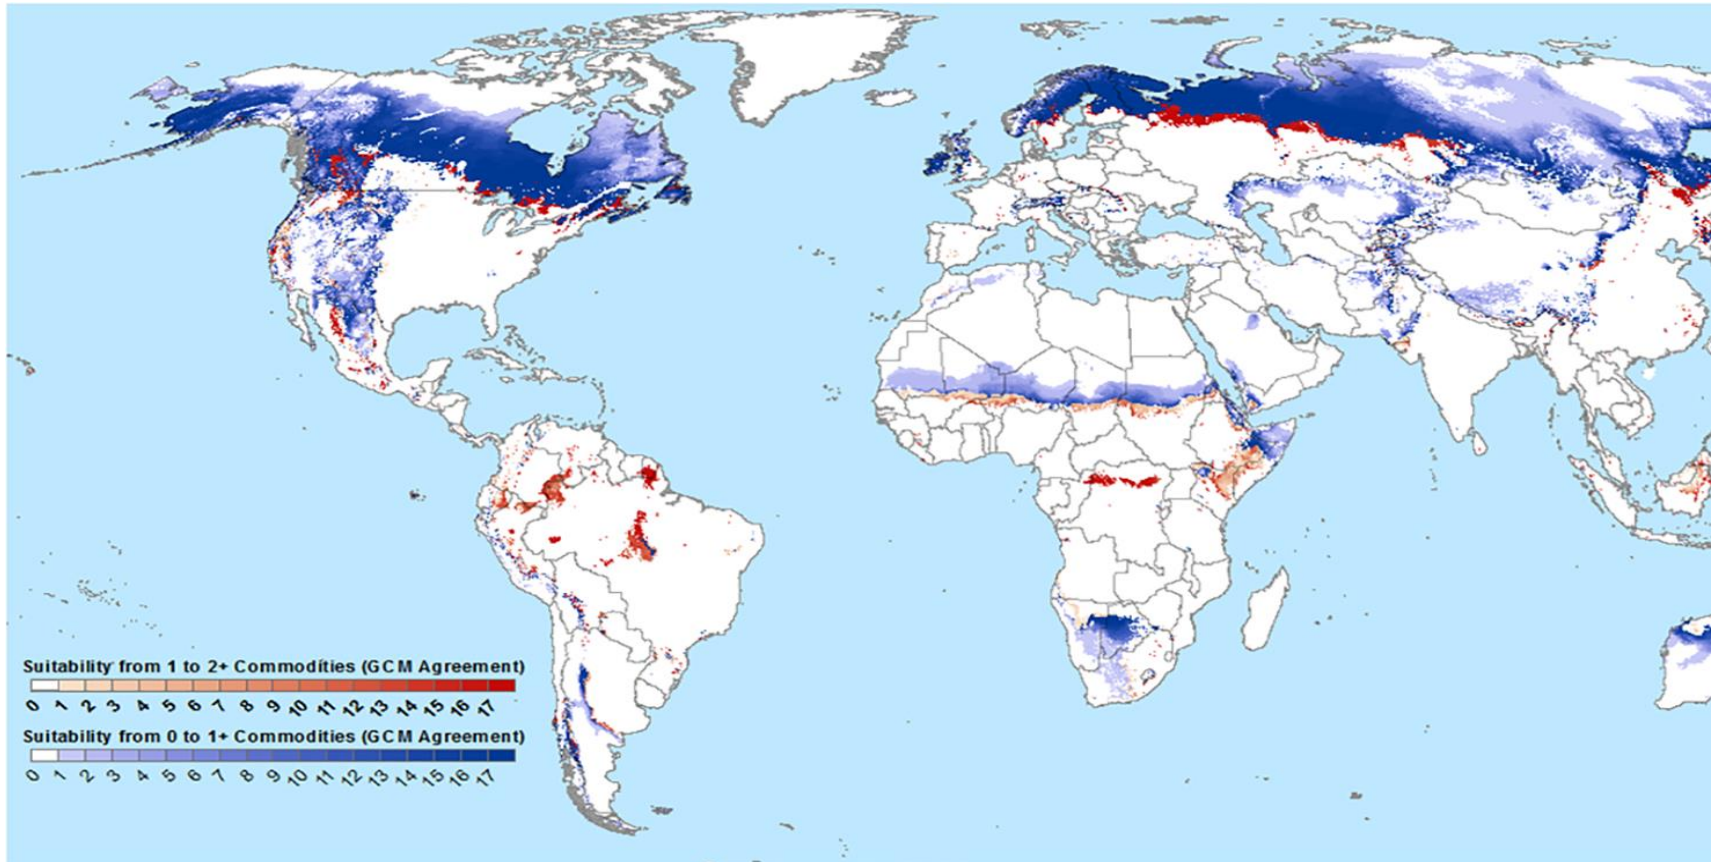 Suitability from 1 to 2+ Commodities (GCM Agreement)
0 1 2 3 4 5 6 7 8 9 10 11 12 13 14 15 16 17
Suitability from 0 to 1+ Commodities (GCM Agreement)
0 1 2 3 4 5 6 7 8 9 10 11 12 13 14 15 16 17